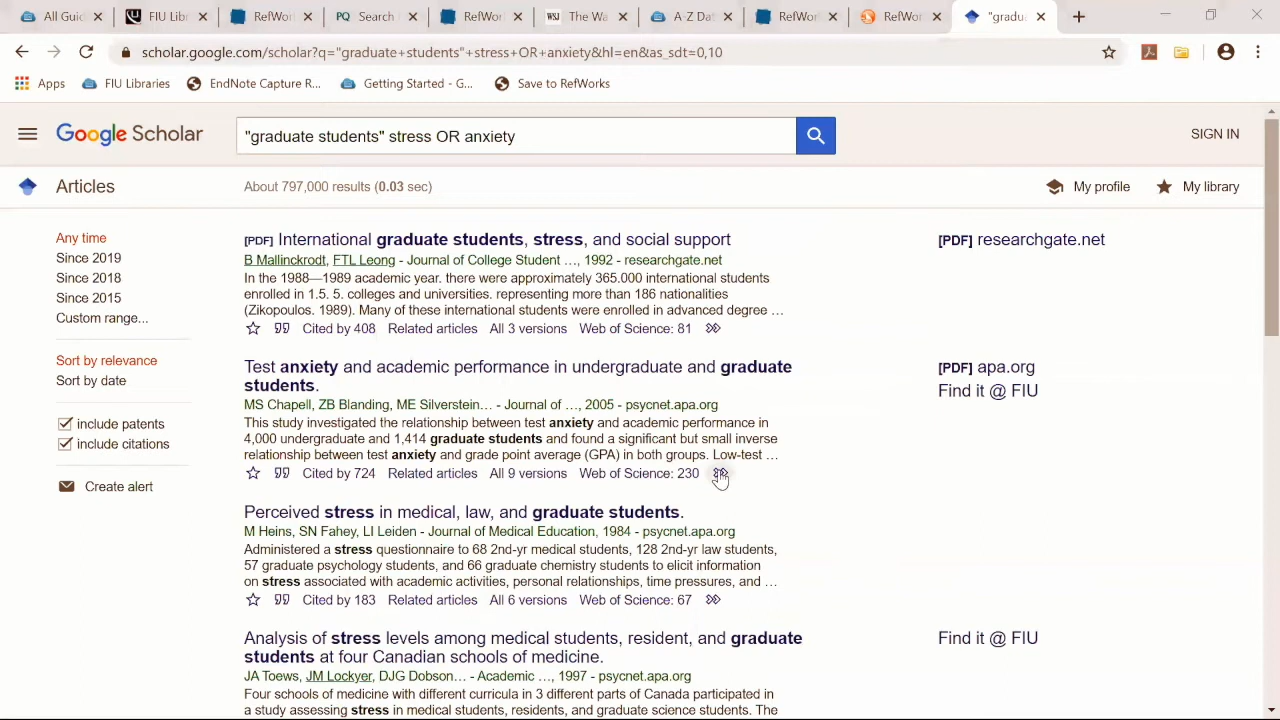 All Guid
FIU Libr
RefWor
Search
RefWor
WSJ The Wa
A-Z Dat
RefWor
RefWor
"gradu
scholar.google.com/scholar?q="graduate+students"+stress+OR+anxiety&hl=en&as_sdt=0,10
Apps
FIU Libraries
EndNote Capture R...
Getting Started - G...
Save to RefWorks
Google Scholar
"graduate students" stress OR anxiety
SIGN IN
Articles
About 797,000 results (0.03 sec)
My profile
My library
Any time
Since 2019
Since 2018
Since 2015
Custom range...
Sort by relevance
Sort by date
include patents
include citations
Create alert
[PDF] International graduate students, stress, and social support
B Mallinckrodt, FTL Leong - Journal of College Student …, 1992 - researchgate.net
In the 1988—1989 academic year. there were approximately 365.000 international students
enrolled in 1.5. 5. colleges and universities. representing more than 186 nationalities
(Zikopoulos. 1989). Many of these international students were enrolled in advanced degree …
Cited by 408 Related articles All 3 versions Web of Science: 81
[PDF] researchgate.net
Test anxiety and academic performance in undergraduate and graduate
students.
MS Chapell, ZB Blanding, ME Silverstein… - Journal of …, 2005 - psycnet.apa.org
This study investigated the relationship between test anxiety and academic performance in
4,000 undergraduate and 1,414 graduate students and found a significant but small inverse
relationship between test anxiety and grade point average (GPA) in both groups. Low-test …
Cited by 724 Related articles All 9 versions Web of Science: 230
[PDF] apa.org
Find it @ FIU
Perceived stress in medical, law, and graduate students.
M Heins, SN Fahey, LI Leiden - Journal of Medical Education, 1984 - psycnet.apa.org
Administered a stress questionnaire to 68 2nd-yr medical students, 128 2nd-yr law students,
57 graduate psychology students, and 66 graduate chemistry students to elicit information
on stress associated with academic activities, personal relationships, time pressures, and …
Cited by 183 Related articles All 6 versions Web of Science: 67
Analysis of stress levels among medical students, resident, and graduate
students at four Canadian schools of medicine.
JA Toews, JM Lockyer, DJG Dobson… - Academic …, 1997 - psycnet.apa.org
Four schools of medicine with different curricula in 3 different parts of Canada participated in
a study assessing stress in medical students, residents, and graduate science students. The
Find it @ FIU